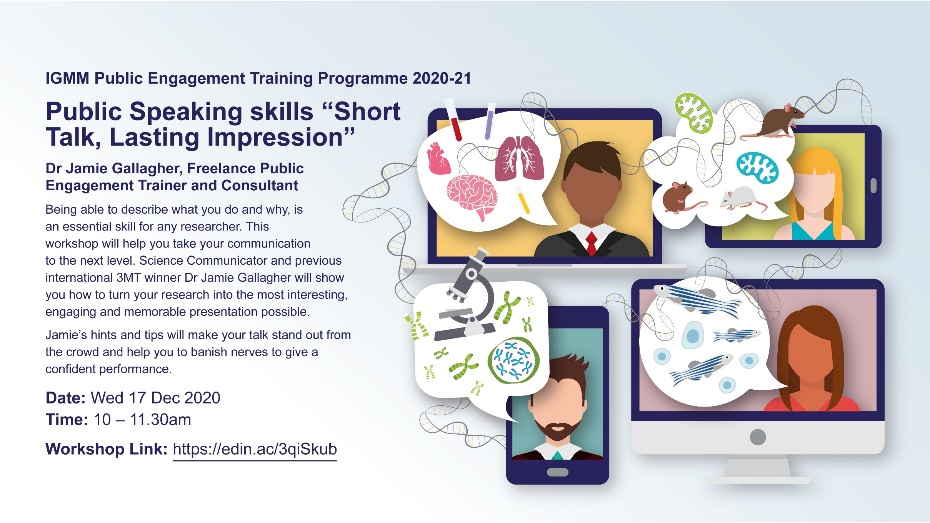 IGMM Public Engagement Training Programme 2020-21
Public Speaking skills “Short
Talk, Lasting Impression”
Dr Jamie Gallagher, Freelance Public
Engagement Trainer and Consultant
Being able to describe what you do and why, is
an essential skill for any researcher. This
workshop will help you take your communication
to the next level. Science Communicator and previous
international 3MT winner Dr Jamie Gallagher will show
you how to turn your research into the most interesting,
engaging and memorable presentation possible.
Jamie’s hints and tips will make your talk stand out from
the crowd and help you to banish nerves to give a
confident performance.
Date: Wed 17 Dec 2020
Time: 10 – 11.30am
Workshop Link: https://edin.ac/3qiSkub